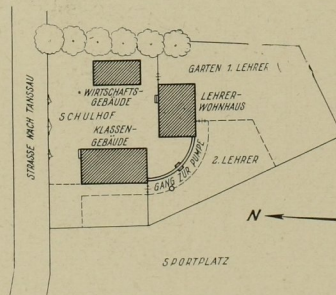 GARTEN 1. LEHRER
WIRTSCHAFTS-
GEBÄUDE
LEHRER-
WOHNHAUS
SCHULHOF
KLASSEN-
GEBÄUDE
STRASSE NACH TANSSAU
GANG ZUR PUMPE
2. LEHRER
N
SPORTPLATZ